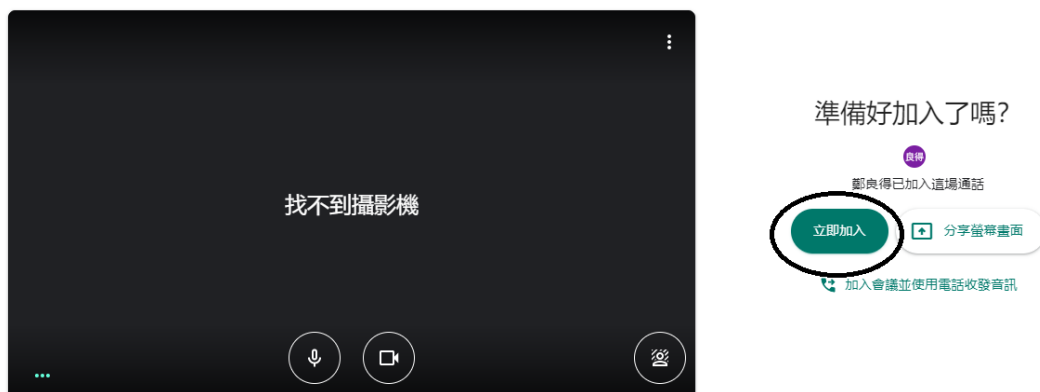 找不到攝影機
準備好加入了嗎?
良得
鄭良得已加入這場通話
立即加入
分享螢幕畫面
加入會議並使用電話收發音訊